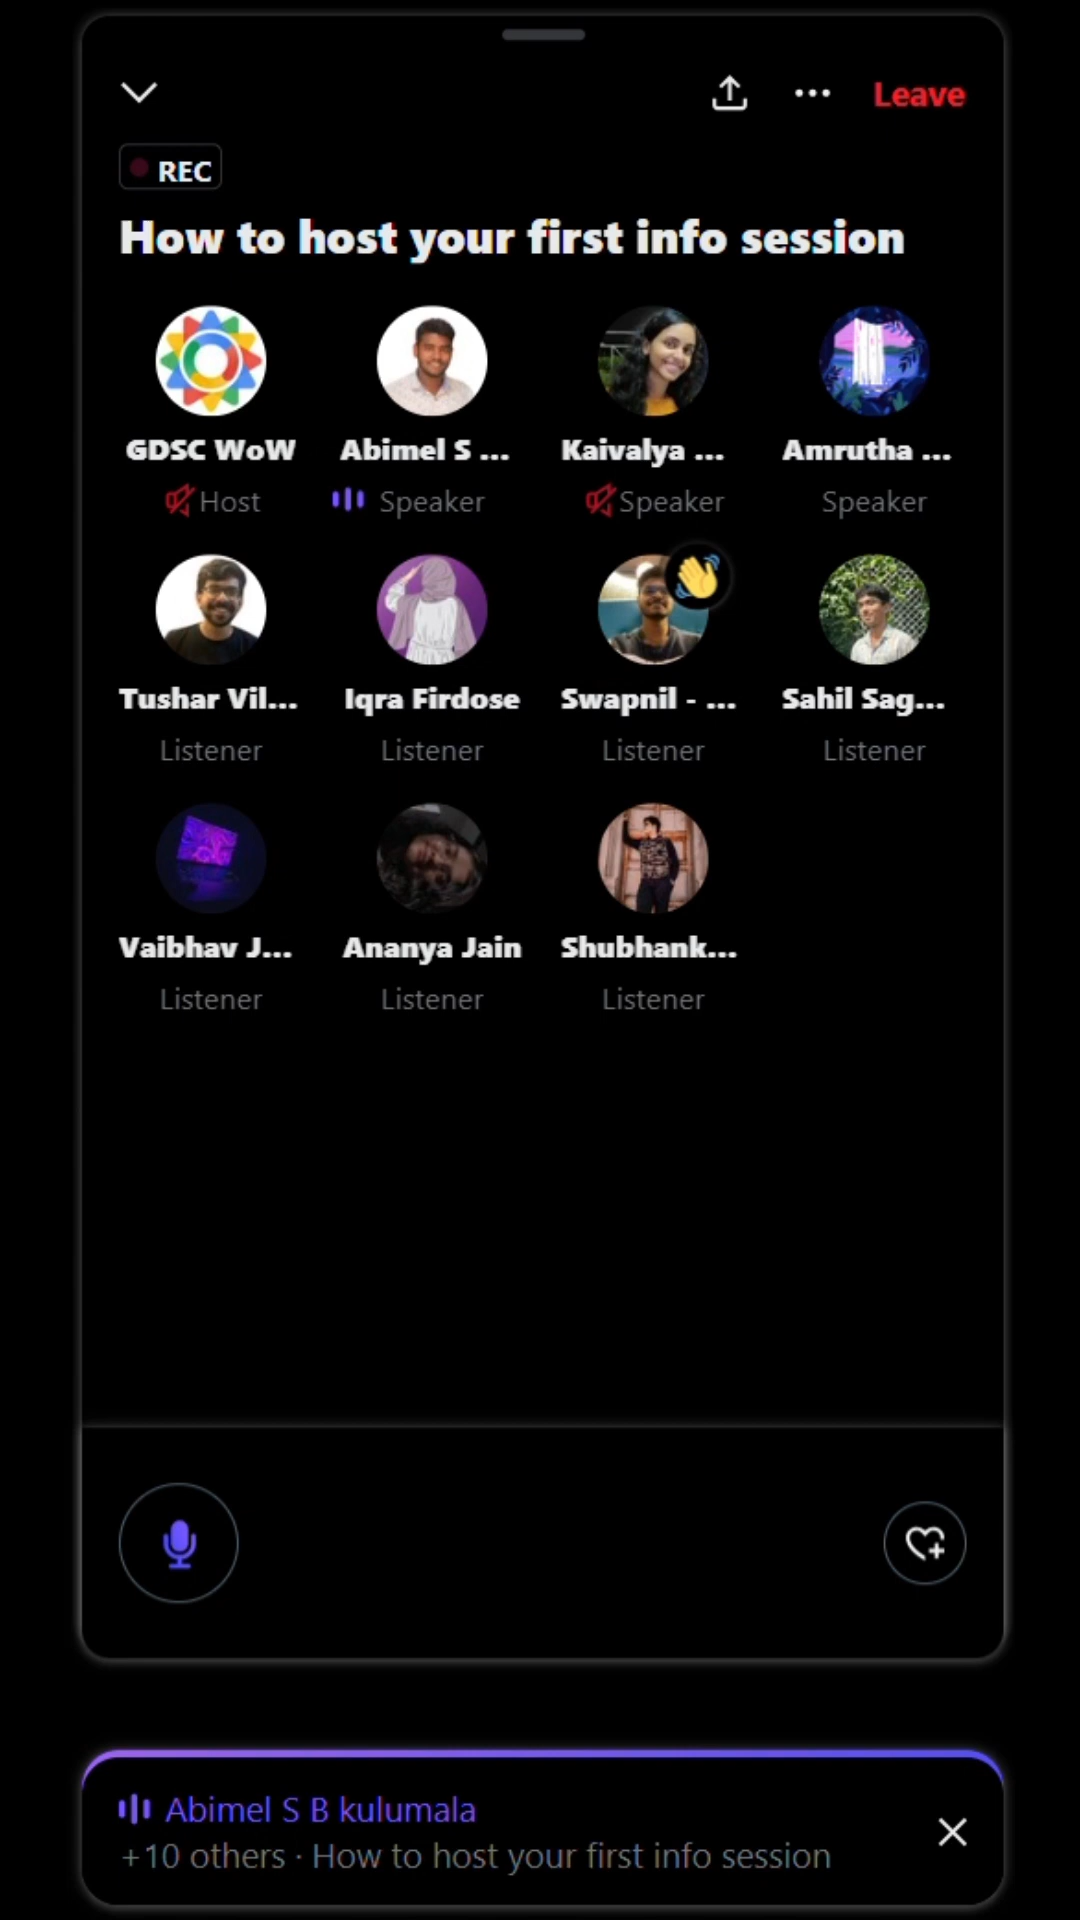 Leave
REC
How to host your first info session
GDSC WoW
Abimel S ...
Kaivalya ...
Amrutha ...
Host
Speaker
Speaker
Speaker
Tushar Vil...
Iqra Firdose
Swapnil - ...
Sahil Sag...
Listener
Listener
Listener
Listener
Vaibhav J...
Ananya Jain
Shubhank...
Listener
Listener
Listener
Abimel S B kulumala
+10 others · How to host your first info session